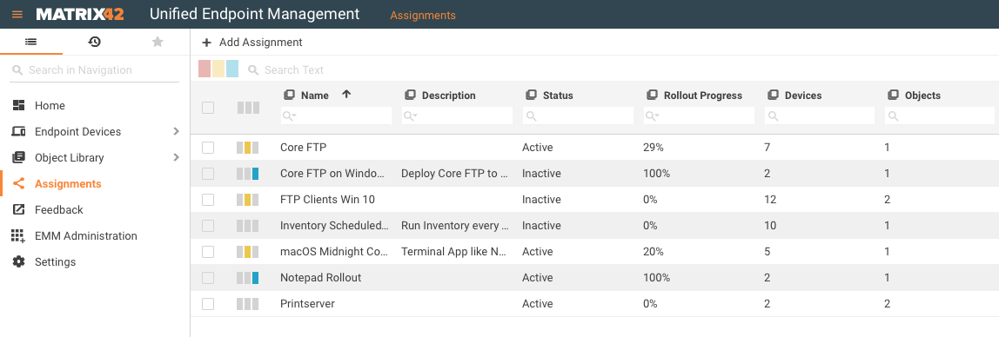 MATRIX42 Unified Endpoint Management Assignments
+ Add Assignment
Search in Navigation
Search Text
Name Description Status Rollout Progress Devices Objects
Home
Endpoint Devices
Object Library
Assignments
Feedback
EMM Administration
Settings
Core FTP Active 29% 7 1
Core FTP on Windo... Deploy Core FTP to ... Inactive 100% 2 1
FTP Clients Win 10 Inactive 0% 12 2
Inventory Scheduled... Run Inventory every ... Inactive 0% 10 1
macOS Midnight Co... Terminal App like N... Active 20% 5 1
Notepad Rollout Active 100% 2 1
Printserver Active 0% 2 2